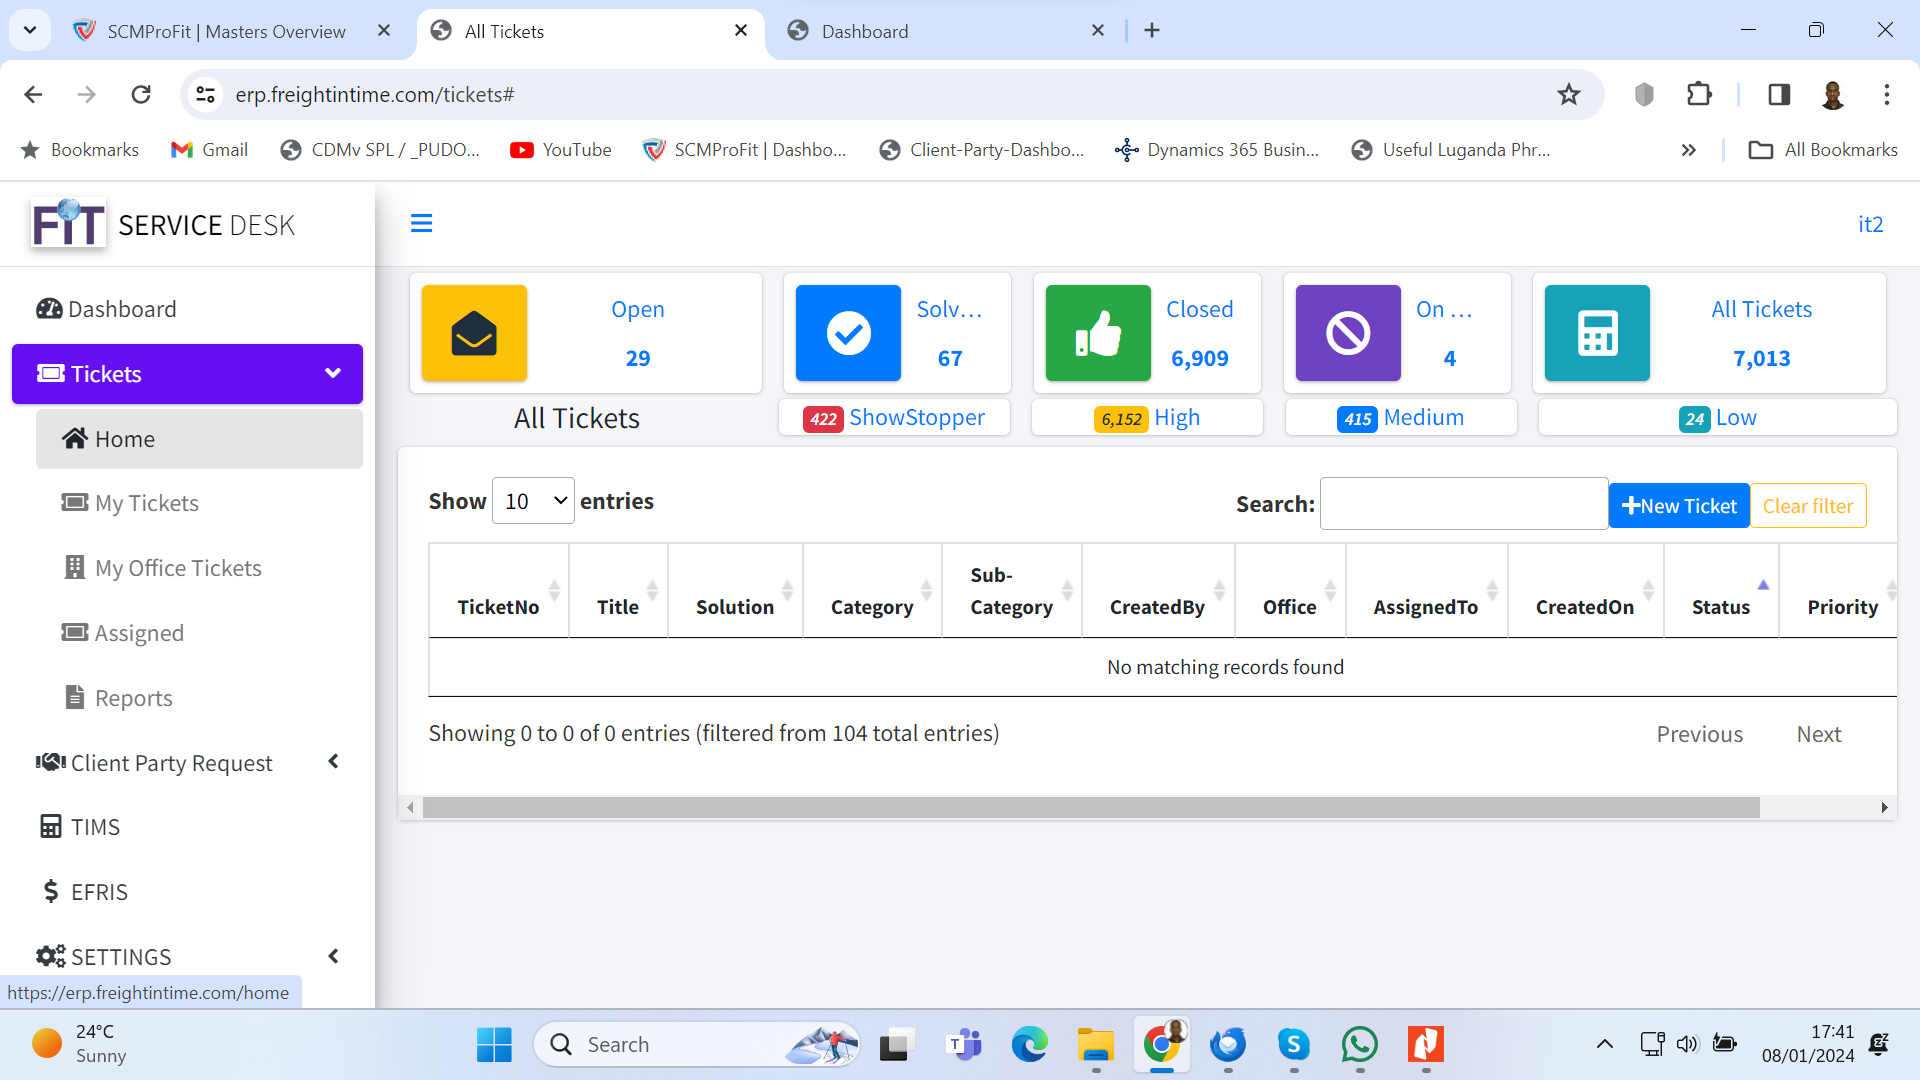 SCMProFit | Masters Overview
All Tickets
Dashboard
erp.freightintime.com/tickets#
Bookmarks
Gmail
CDMv SPL / _PUDO...
YouTube
SCMProFit | Dashbo...
Client-Party-Dashbo...
Dynamics 365 Busin...
Useful Luganda Phr...
All Bookmarks
FIT SERVICE DESK
it2
Dashboard
Tickets
Home
My Tickets
My Office Tickets
Assigned
Reports
Client Party Request
TIMS
EFRIS
SETTINGS
https://erp.freightintime.com/home
Open
29
Solv...
67
Closed
6,909
On ...
4
All Tickets
7,013
All Tickets
422 ShowStopper
6,152 High
415 Medium
24 Low
Show 10 entries
Search:
New Ticket
Clear filter
TicketNo
Title
Solution
Category
Sub-
Category
CreatedBy
Office
AssignedTo
CreatedOn
Status
Priority
No matching records found
Showing 0 to 0 of 0 entries (filtered from 104 total entries)
Previous
Next
24°C
Sunny
Search
17:41
08/01/2024